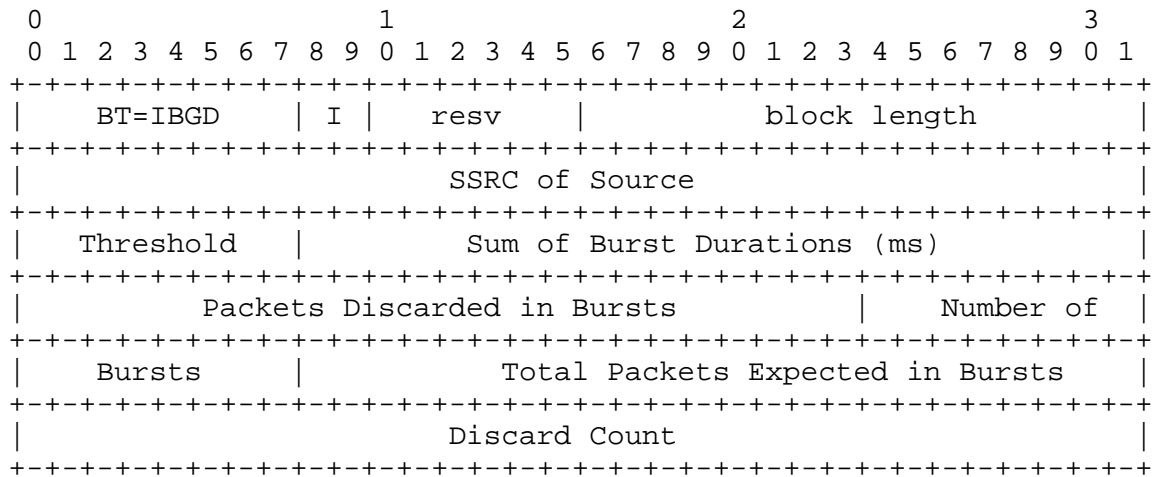 0                   1                   2                   3
 0 1 2 3 4 5 6 7 8 9 0 1 2 3 4 5 6 7 8 9 0 1 2 3 4 5 6 7 8 9 0 1
+-+-+-+-+-+-+-+-+-+-+-+-+-+-+-+-+-+-+-+-+-+-+-+-+-+-+-+-+-+-+-+-+
|    BT=IBGD    | I |   resv    |          block length         |
+-+-+-+-+-+-+-+-+-+-+-+-+-+-+-+-+-+-+-+-+-+-+-+-+-+-+-+-+-+-+-+-+
|                        SSRC of Source                         |
+-+-+-+-+-+-+-+-+-+-+-+-+-+-+-+-+-+-+-+-+-+-+-+-+-+-+-+-+-+-+-+-+
|   Threshold   |         Sum of Burst Durations (ms)           |
+-+-+-+-+-+-+-+-+-+-+-+-+-+-+-+-+-+-+-+-+-+-+-+-+-+-+-+-+-+-+-+-+
|          Packets Discarded in Bursts          |    Number of  |
+-+-+-+-+-+-+-+-+-+-+-+-+-+-+-+-+-+-+-+-+-+-+-+-+-+-+-+-+-+-+-+-+
|    Bursts     |           Total Packets Expected in Bursts    |
+-+-+-+-+-+-+-+-+-+-+-+-+-+-+-+-+-+-+-+-+-+-+-+-+-+-+-+-+-+-+-+-+
|                        Discard Count                          |
+-+-+-+-+-+-+-+-+-+-+-+-+-+-+-+-+-+-+-+-+-+-+-+-+-+-+-+-+-+-+-+-+